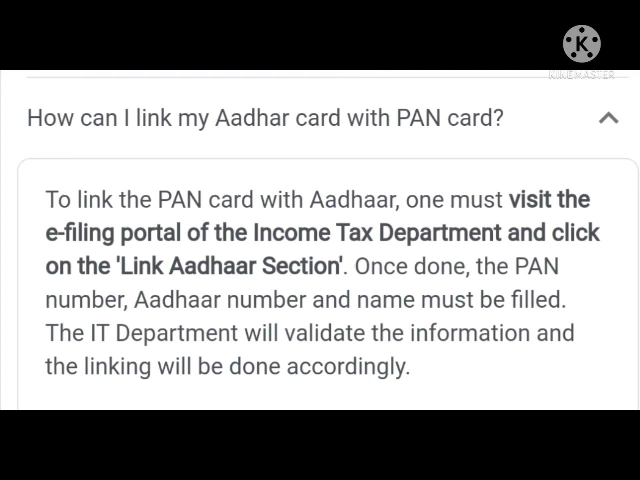 K
KINEMASTER
How can I link my Aadhar card with PAN card?
To link the PAN card with Aadhaar, one must visit the
e-filing portal of the Income Tax Department and click
on the 'Link Aadhaar Section'. Once done, the PAN
number, Aadhaar number and name must be filled.
The IT Department will validate the information and
the linking will be done accordingly.